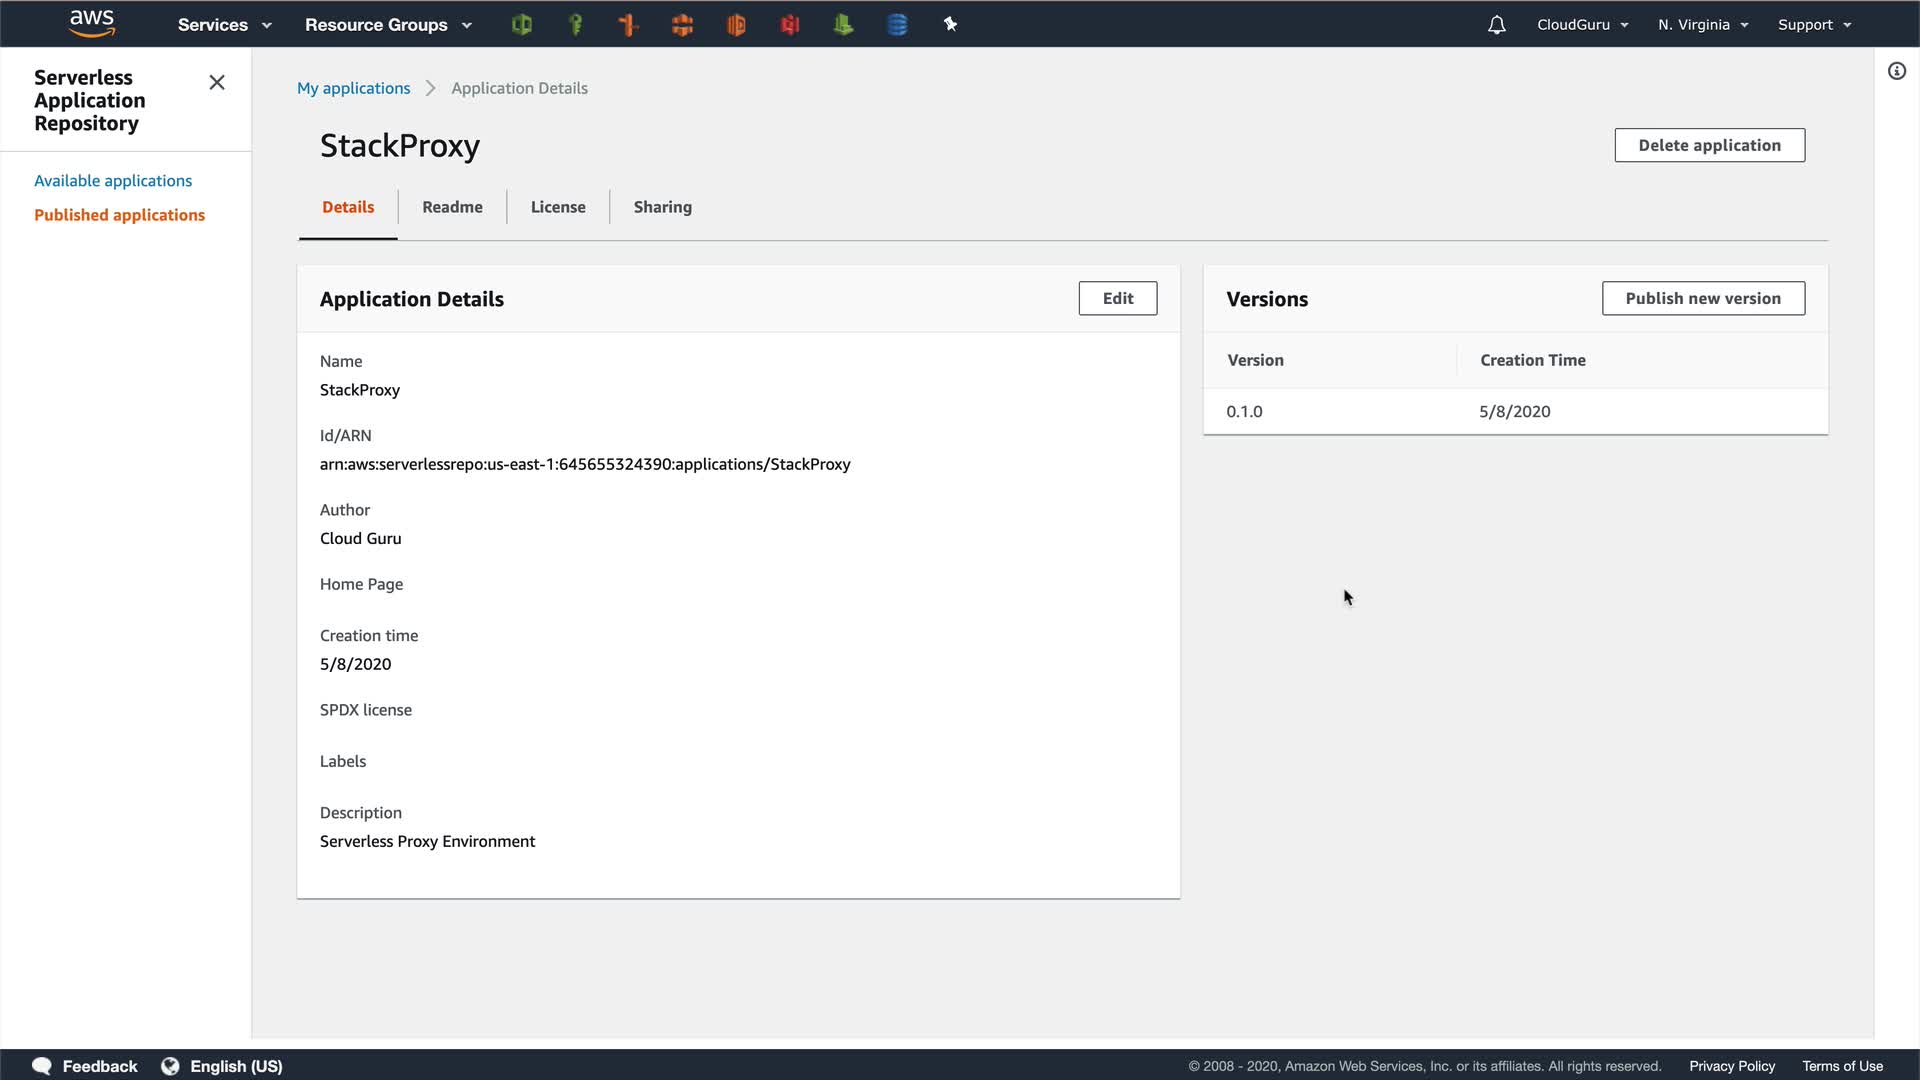 aws
Services
Resource Groups
CloudGuru
N. Virginia
Support
Serverless
Application
Repository
Available applications
Published applications
My applications
Application Details
StackProxy
Delete application
Details
Readme
License
Sharing
Application Details
Edit
Name
StackProxy
Id/ARN
arn:aws:serverlessrepo:us-east-1:645655324390:applications/StackProxy
Author
Cloud Guru
Home Page
Creation time
5/8/2020
SPDX license
Labels
Description
Serverless Proxy Environment
Versions
Publish new version
Version
Creation Time
0.1.0
5/8/2020
Feedback
English (US)
© 2008 - 2020, Amazon Web Services, Inc. or its affiliates. All rights reserved.
Privacy Policy
Terms of Use